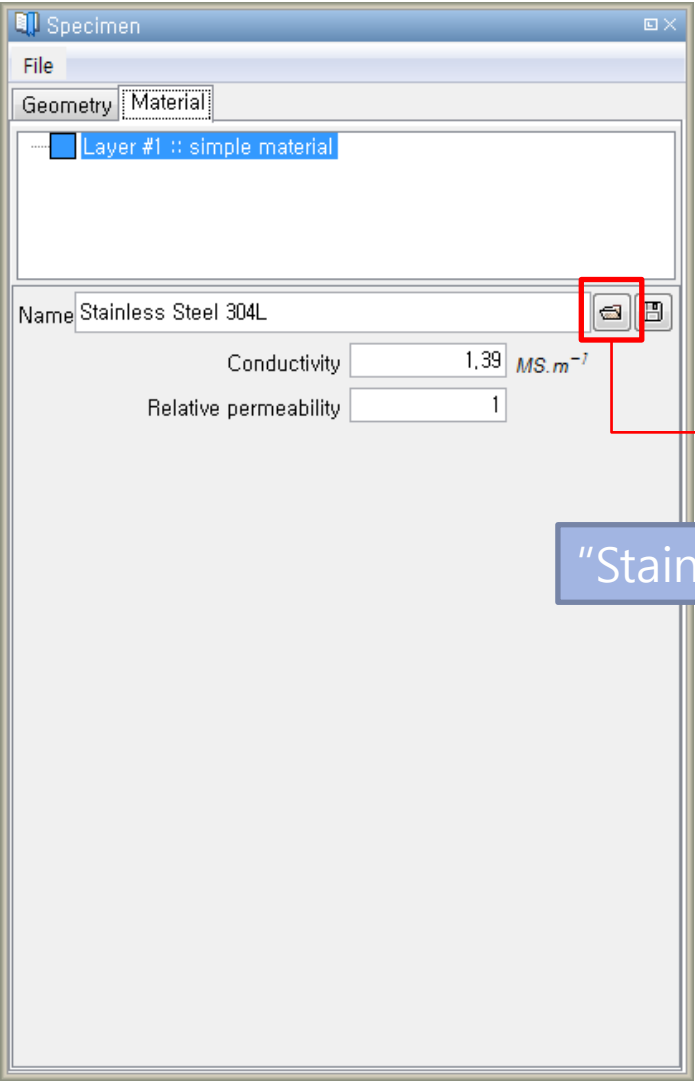 Specimen
File
Geometry Material
Layer #1 :: simple material
Name Stainless Steel 304L
Conductivity 1,39 MS.m⁻¹
Relative permeability 1
"Stain